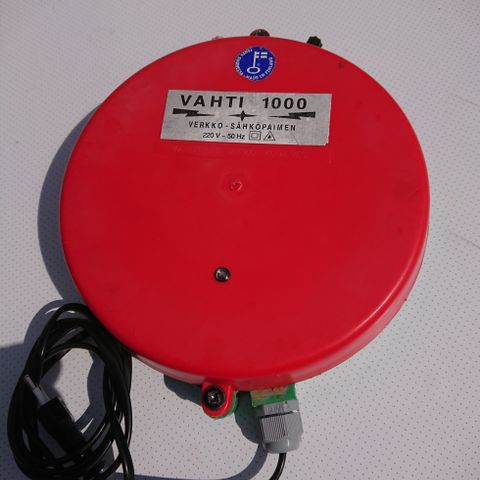 VAHTI 1000
VERKKO - SÄHKÖPAIMEN
220 V ~ 50 Hz